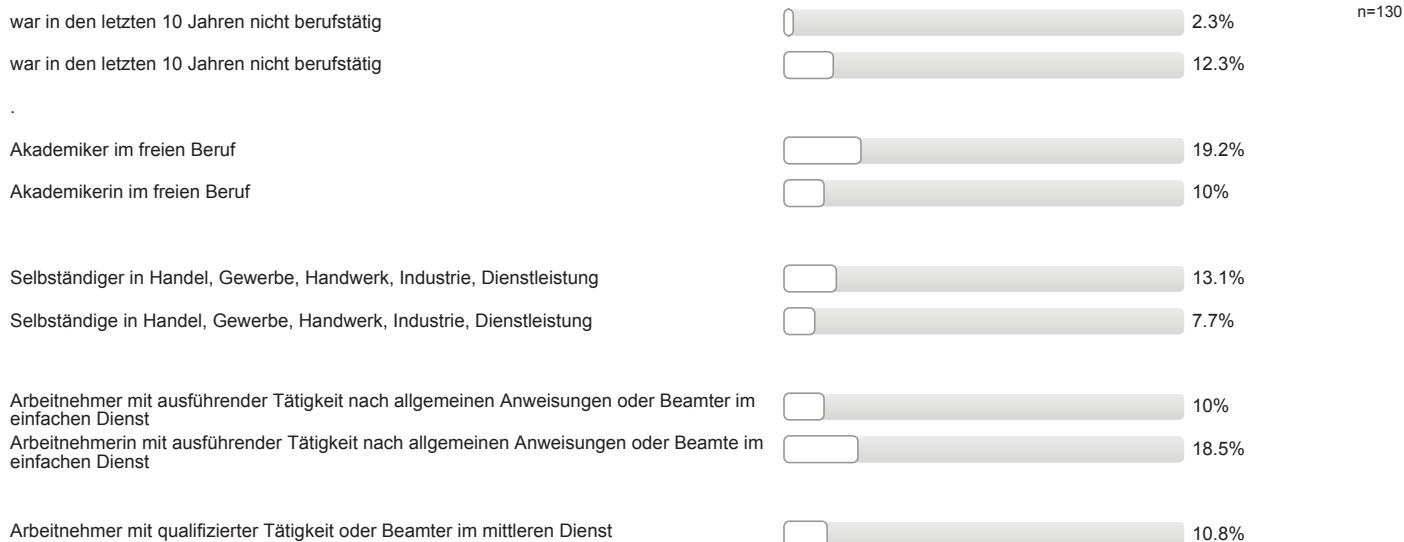 war in den letzten 10 Jahren nicht berufstätig 2.3% n=130
war in den letzten 10 Jahren nicht berufstätig 12.3%
.
Akademiker im freien Beruf 19.2%
Akademikerin im freien Beruf 10%
Selbständiger in Handel, Gewerbe, Handwerk, Industrie, Dienstleistung 13.1%
Selbständige in Handel, Gewerbe, Handwerk, Industrie, Dienstleistung 7.7%
Arbeitnehmer mit ausführender Tätigkeit nach allgemeinen Anweisungen oder Beamter im
einfachen Dienst 10%
Arbeitnehmerin mit ausführender Tätigkeit nach allgemeinen Anweisungen oder Beamte im
einfachen Dienst 18.5%
Arbeitnehmer mit qualifizierter Tätigkeit oder Beamter im mittleren Dienst 10.8%